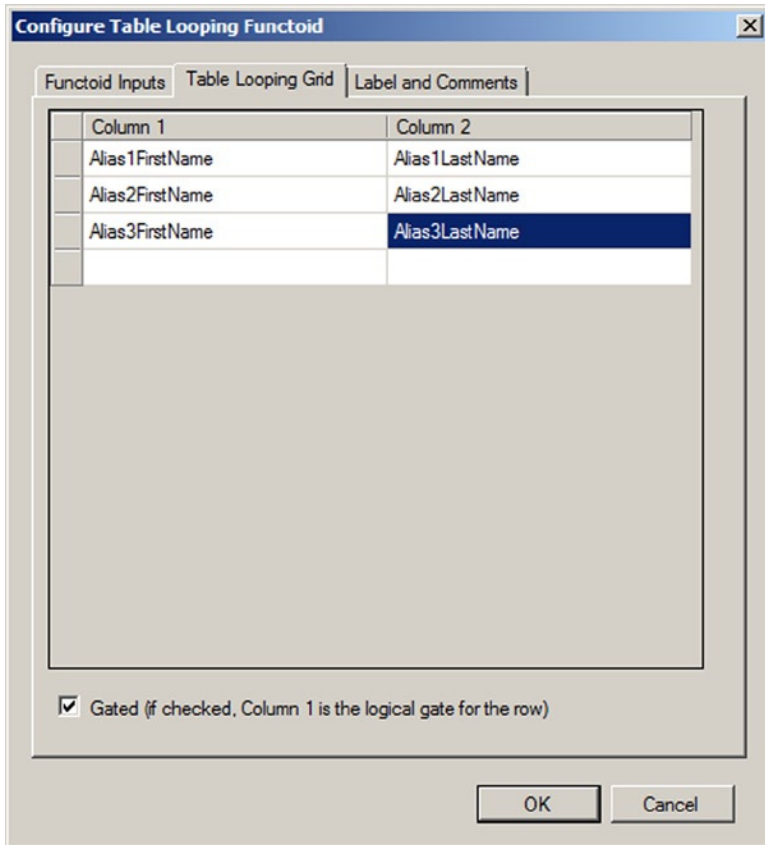 Configure Table Looping Functoid
Functoid Inputs Table Looping Grid Label and Comments
Column 1 Column 2
Alias1FirstName Alias1LastName
Alias2FirstName Alias2LastName
Alias3FirstName Alias3LastName
Gated (if checked, Column 1 is the logical gate for the row)
OK Cancel